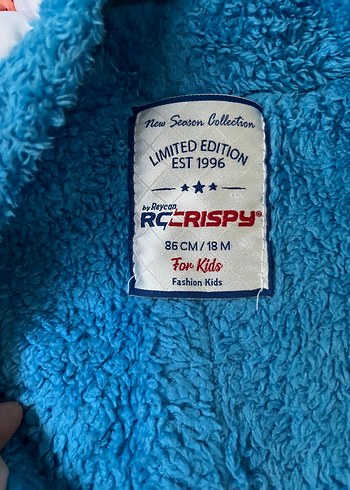 New Season Collection
LIMITED EDITION
EST 1996
by Reycan
RCCRISPY®
86 CM / 18 M
For Kids
Fashion Kids